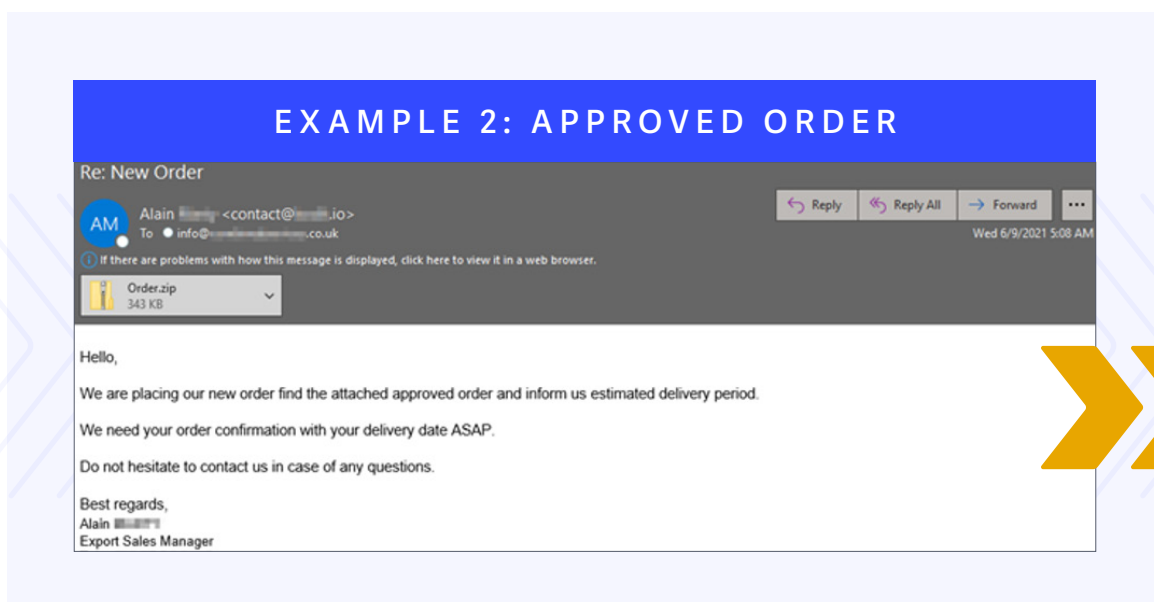 EXAMPLE 2: APPROVED ORDER
Re: New Order
AM
Alain <contact@ .io>
Reply
Reply All
Forward
To info@ .co.uk
Wed 6/9/2021 5:08 AM
If there are problems with how this message is displayed, click here to view it in a web browser.
Order.zip
343 KB
Hello,
We are placing our new order find the attached approved order and inform us estimated delivery period.
We need your order confirmation with your delivery date ASAP.
Do not hesitate to contact us in case of any questions.
Best regards,
Alain
Export Sales Manager